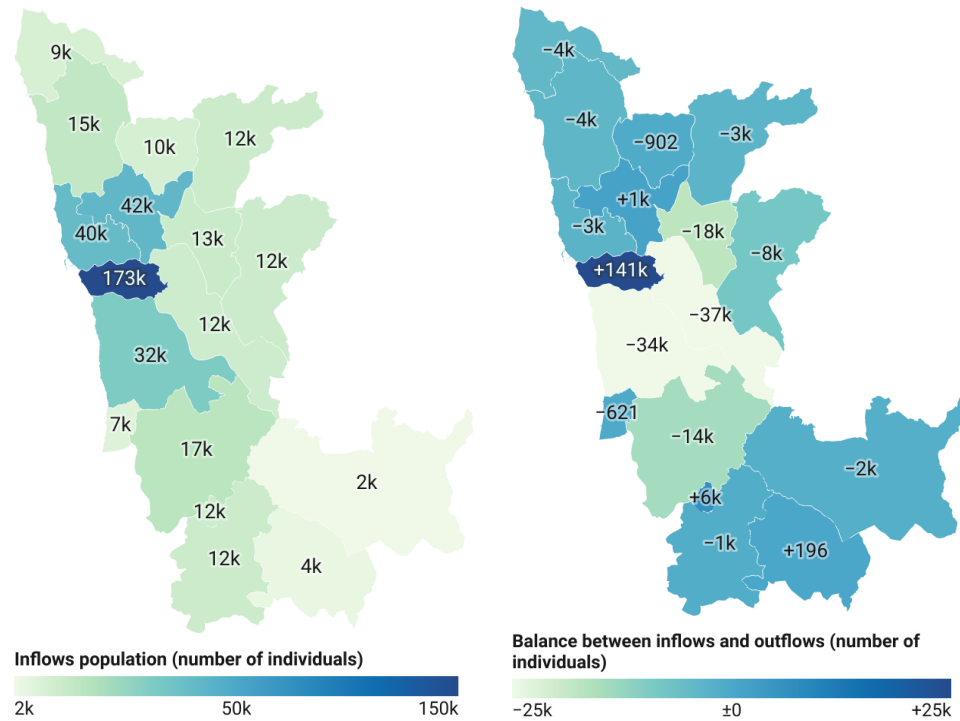 9k
15k
10k
12k
42k
40k
13k
12k
173k
12k
32k
7k
17k
2k
12k
12k
4k
Inflows population (number of individuals)
2k 50k 150k
−4k
−4k
−902
−3k
+1k
−3k
−18k
−8k
+141k
−37k
−34k
−621
−14k
−2k
+6k
−1k
+196
Balance between inflows and outflows (number of
individuals)
−25k ±0 +25k